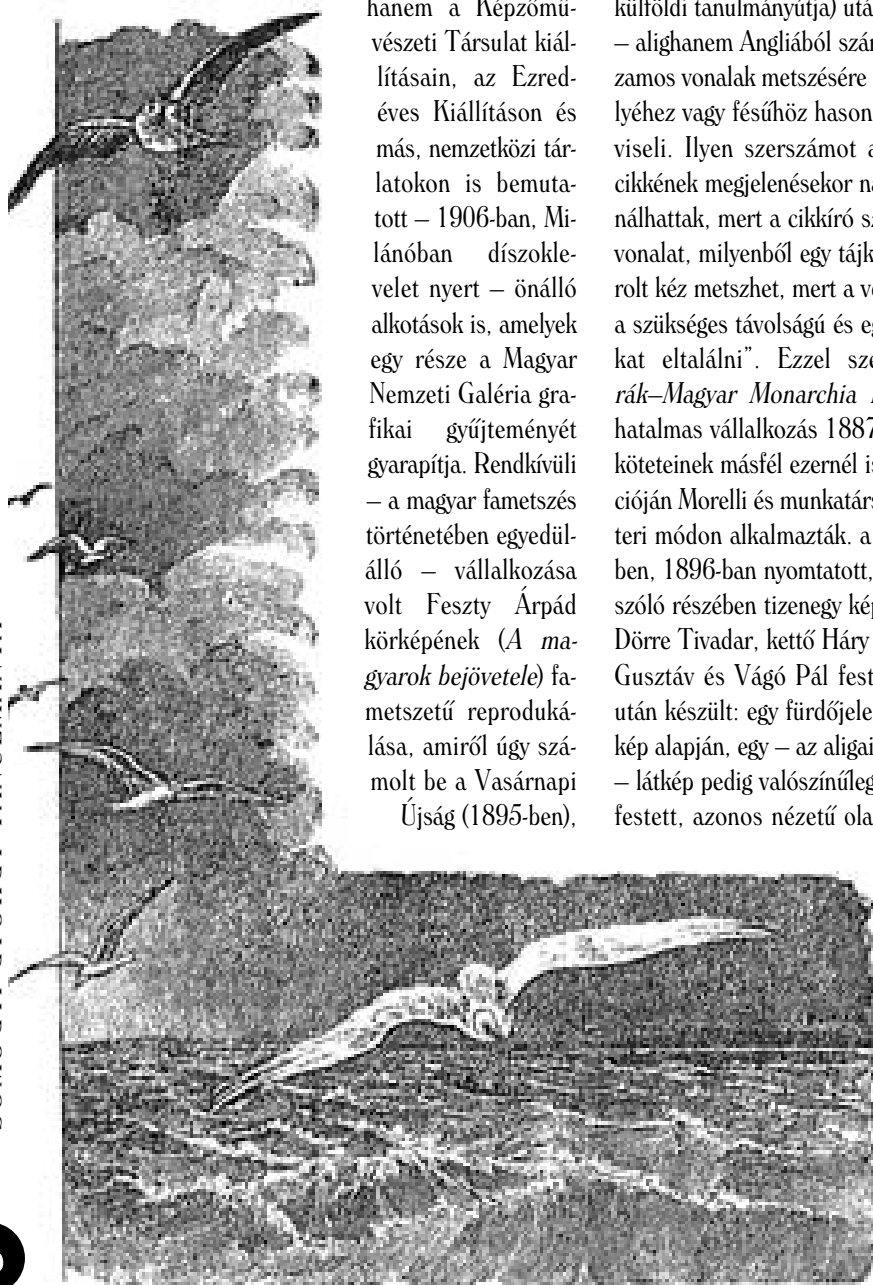 hanem a Képzőmű-
vészeti Társulat kiál-
lításain, az Ezred-
éves Kiállításon és
más, nemzetközi tár-
latokon is bemuta-
tott – 1906-ban, Mi-
lánóban díszokle-
velet nyert – önálló
alkotások is, amelyek
egy része a Magyar
Nemzeti Galéria gra-
fikai gyűjteményét
gyarapítja. Rendkívüli
– a magyar fametszés
történetében egyedül-
álló – vállalkozása
volt Feszty Árpád
körképének (A ma-
gyarok bejövetele) fa-
metszetű reproduká-
lása, amiről úgy szá-
molt be a Vasárnapi
Újság (1895-ben),
külföldi tanulmányútja) utá
– alighanem Angliából szár
zamos vonalak metszésére
lyéhez vagy fésűhöz hason
viseli. Ilyen szerszámot a
cikkének megjelenésekor na
nálhattak, mert a cikkíró sz
vonalat, milyenből egy tájk
rolt kéz metszhet, mert a vé
a szükséges távolságú és eg
kat eltalálni”. Ezzel sze
rák–Magyar Monarchia
hatalmas vállalkozás 1887
köteteinek másfél ezernél is
cióján Morelli és munkatárs
teri módon alkalmazták. a
ben, 1896-ban nyomtatott,
szóló részében tizenegy kép
Dörre Tivadar, kettő Háry
Gusztáv és Vágó Pál fest
után készült: egy fürdőjele
kép alapján, egy – az aligai
– látkép pedig valószínűleg
festett, azonos nézetű ola